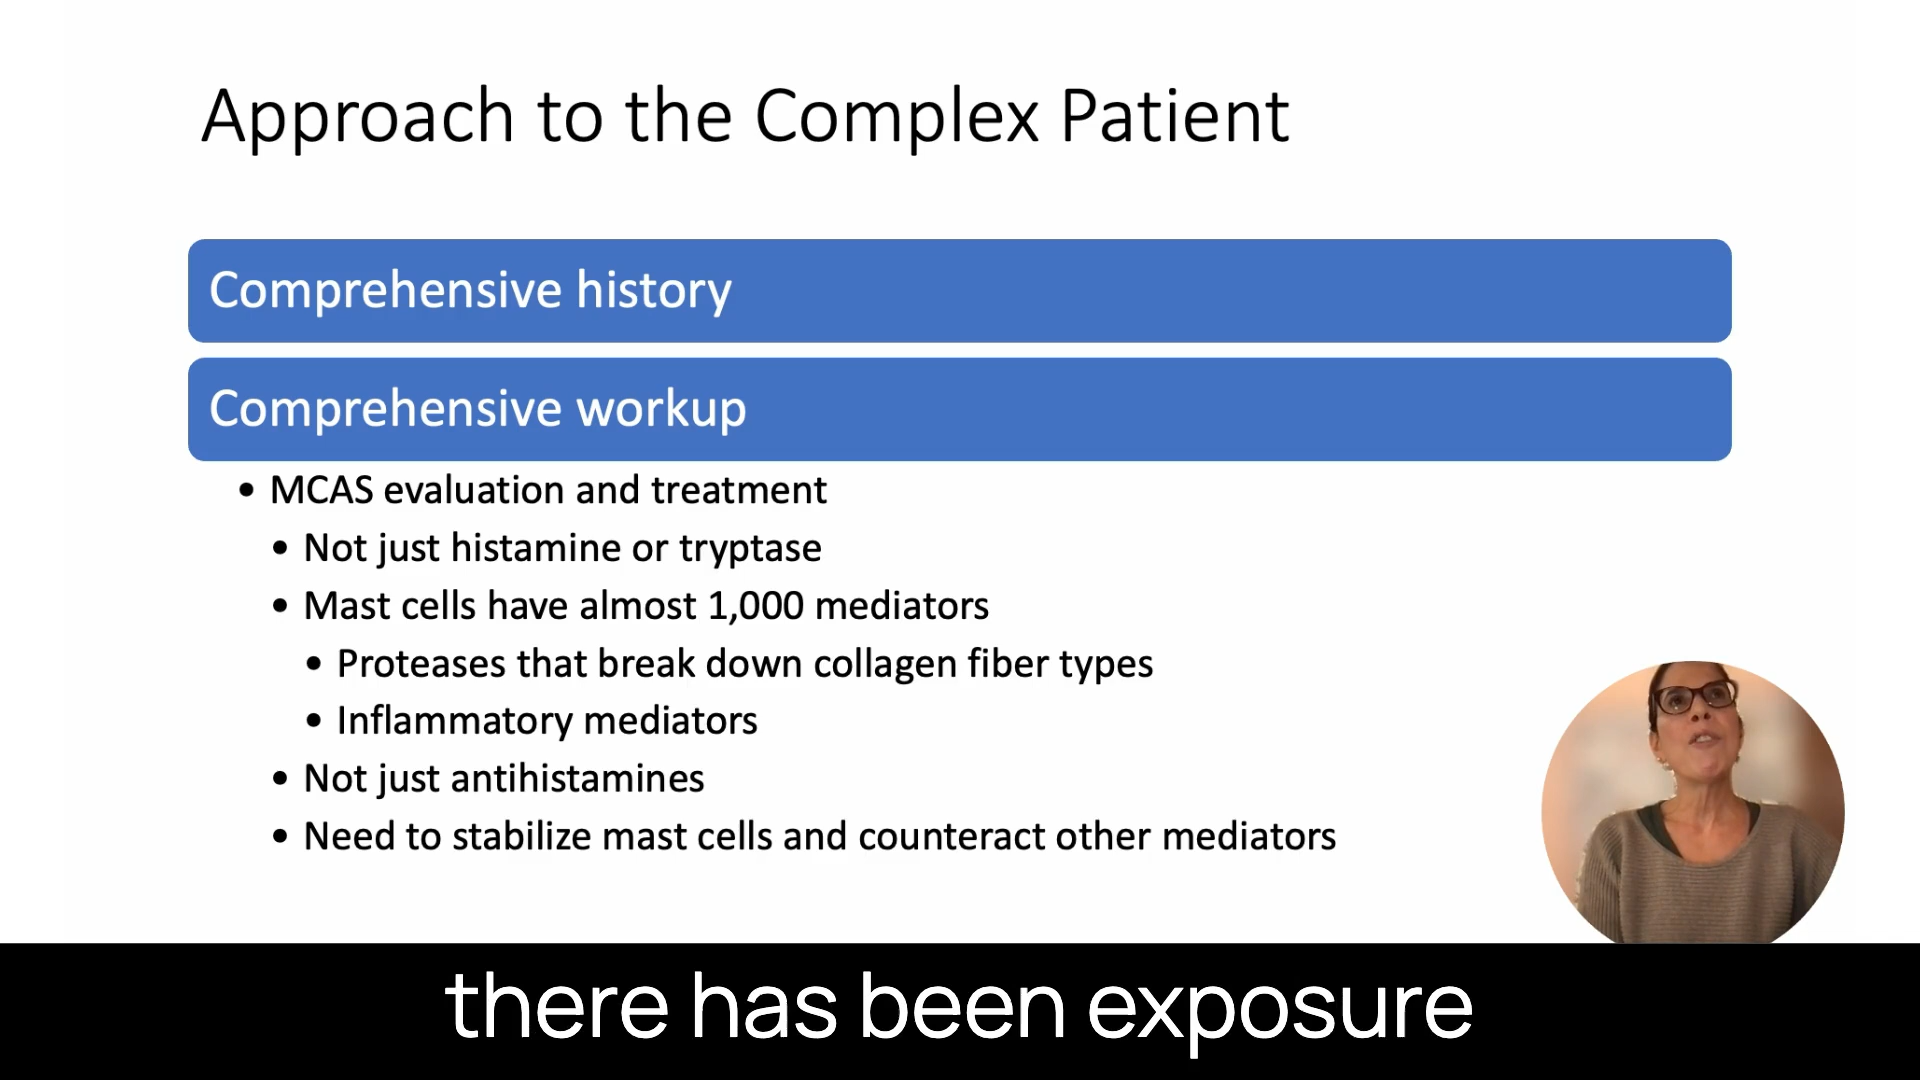 Approach to the Complex Patient
Comprehensive history
Comprehensive workup
• MCAS evaluation and treatment
• Not just histamine or tryptase
• Mast cells have almost 1,000 mediators
• Proteases that break down collagen fiber types
• Inflammatory mediators
• Not just antihistamines
• Need to stabilize mast cells and counteract other mediators
there has been exposure